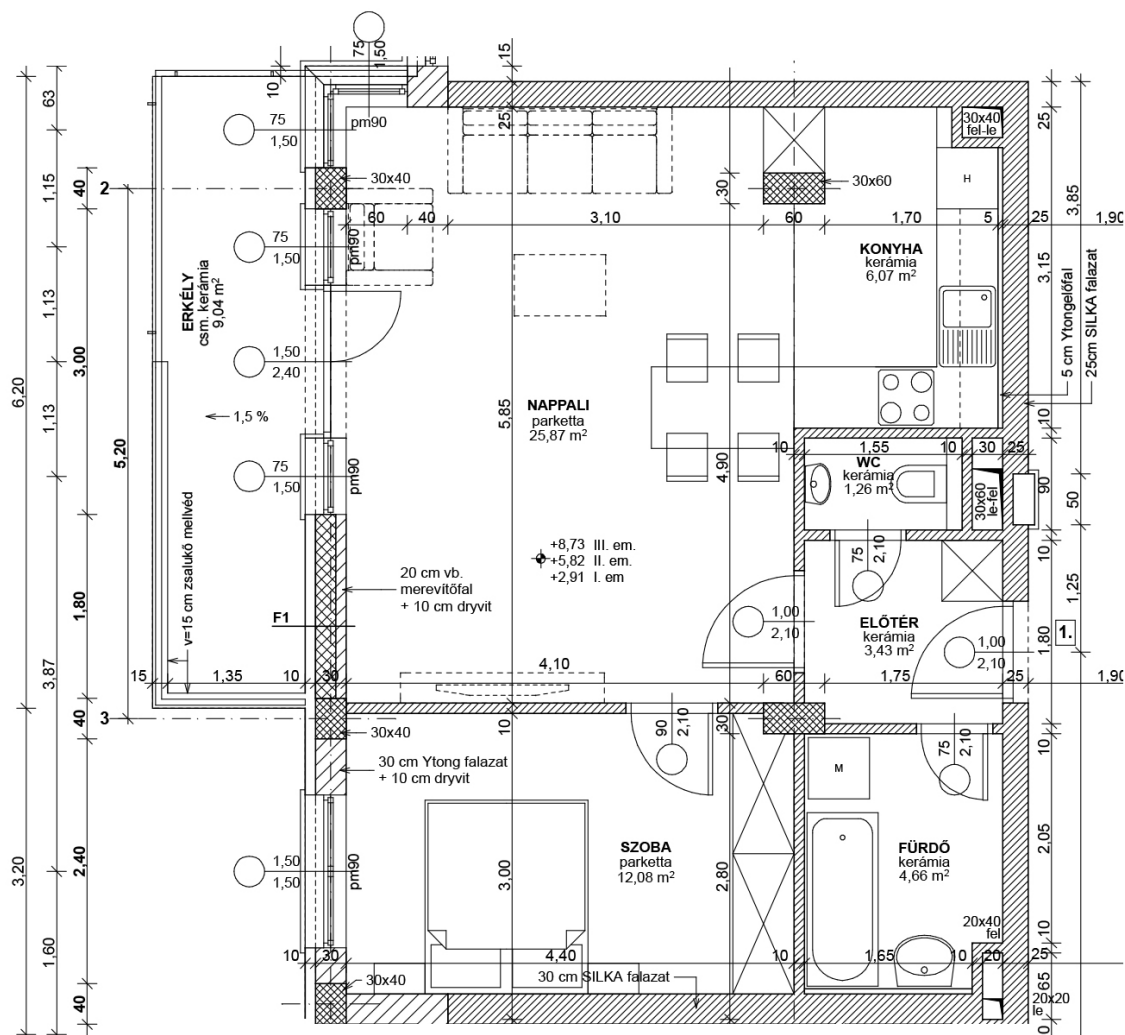 75
1,50
15
10
63
75
1,50
pm90
25
30x40
fel-le
25
1,15
40
2
30x40
30
30x60
H
3,85
60
40
3,10
60
1,70
5
25
1,90
75
1,50
pm90
KONYHA
kerámia
6,07 m²
3,15
ERKÉLY
csm. kerámia
9,04 m²
1,13
3,00
6,20
1,50
2,40
5 cm Ytongelőfal
25cm SILKA falazat
1,5 %
NAPPALI
parketta
25,87 m²
5,85
4,90
10
1,13
5,20
75
1,50
pm90
10
1,55
10
30
25
WC
kerámia
1,26 m²
30x60
le-fel
90
50
+8,73 III. em.
+5,82 II. em.
+2,91 I. em
20 cm vb.
merevítőfal
+ 10 cm dryvit
75
2,10
10
1,25
v=15 cm zsalukő mellvéd
1,80
F1
3,87
1,00
2,10
ELŐTÉR
kerámia
3,43 m²
1,00
2,10
1,80
1.
15
1,35
10
30
4,10
60
1,75
25
1,90
40
3
30x40
10
90
2,10
30
75
2,10
10
30 cm Ytong falazat
+ 10 cm dryvit
M
2,40
3,20
1,50
1,50
pm90
SZOBA
parketta
12,08 m²
3,00
2,80
FÜRDŐ
kerámia
4,66 m²
2,05
1,60
20x40
fel
10
10
30
4,40
10
1,65
10
20
25
40
30x40
30 cm SILKA falazat
65
20x20
le
0